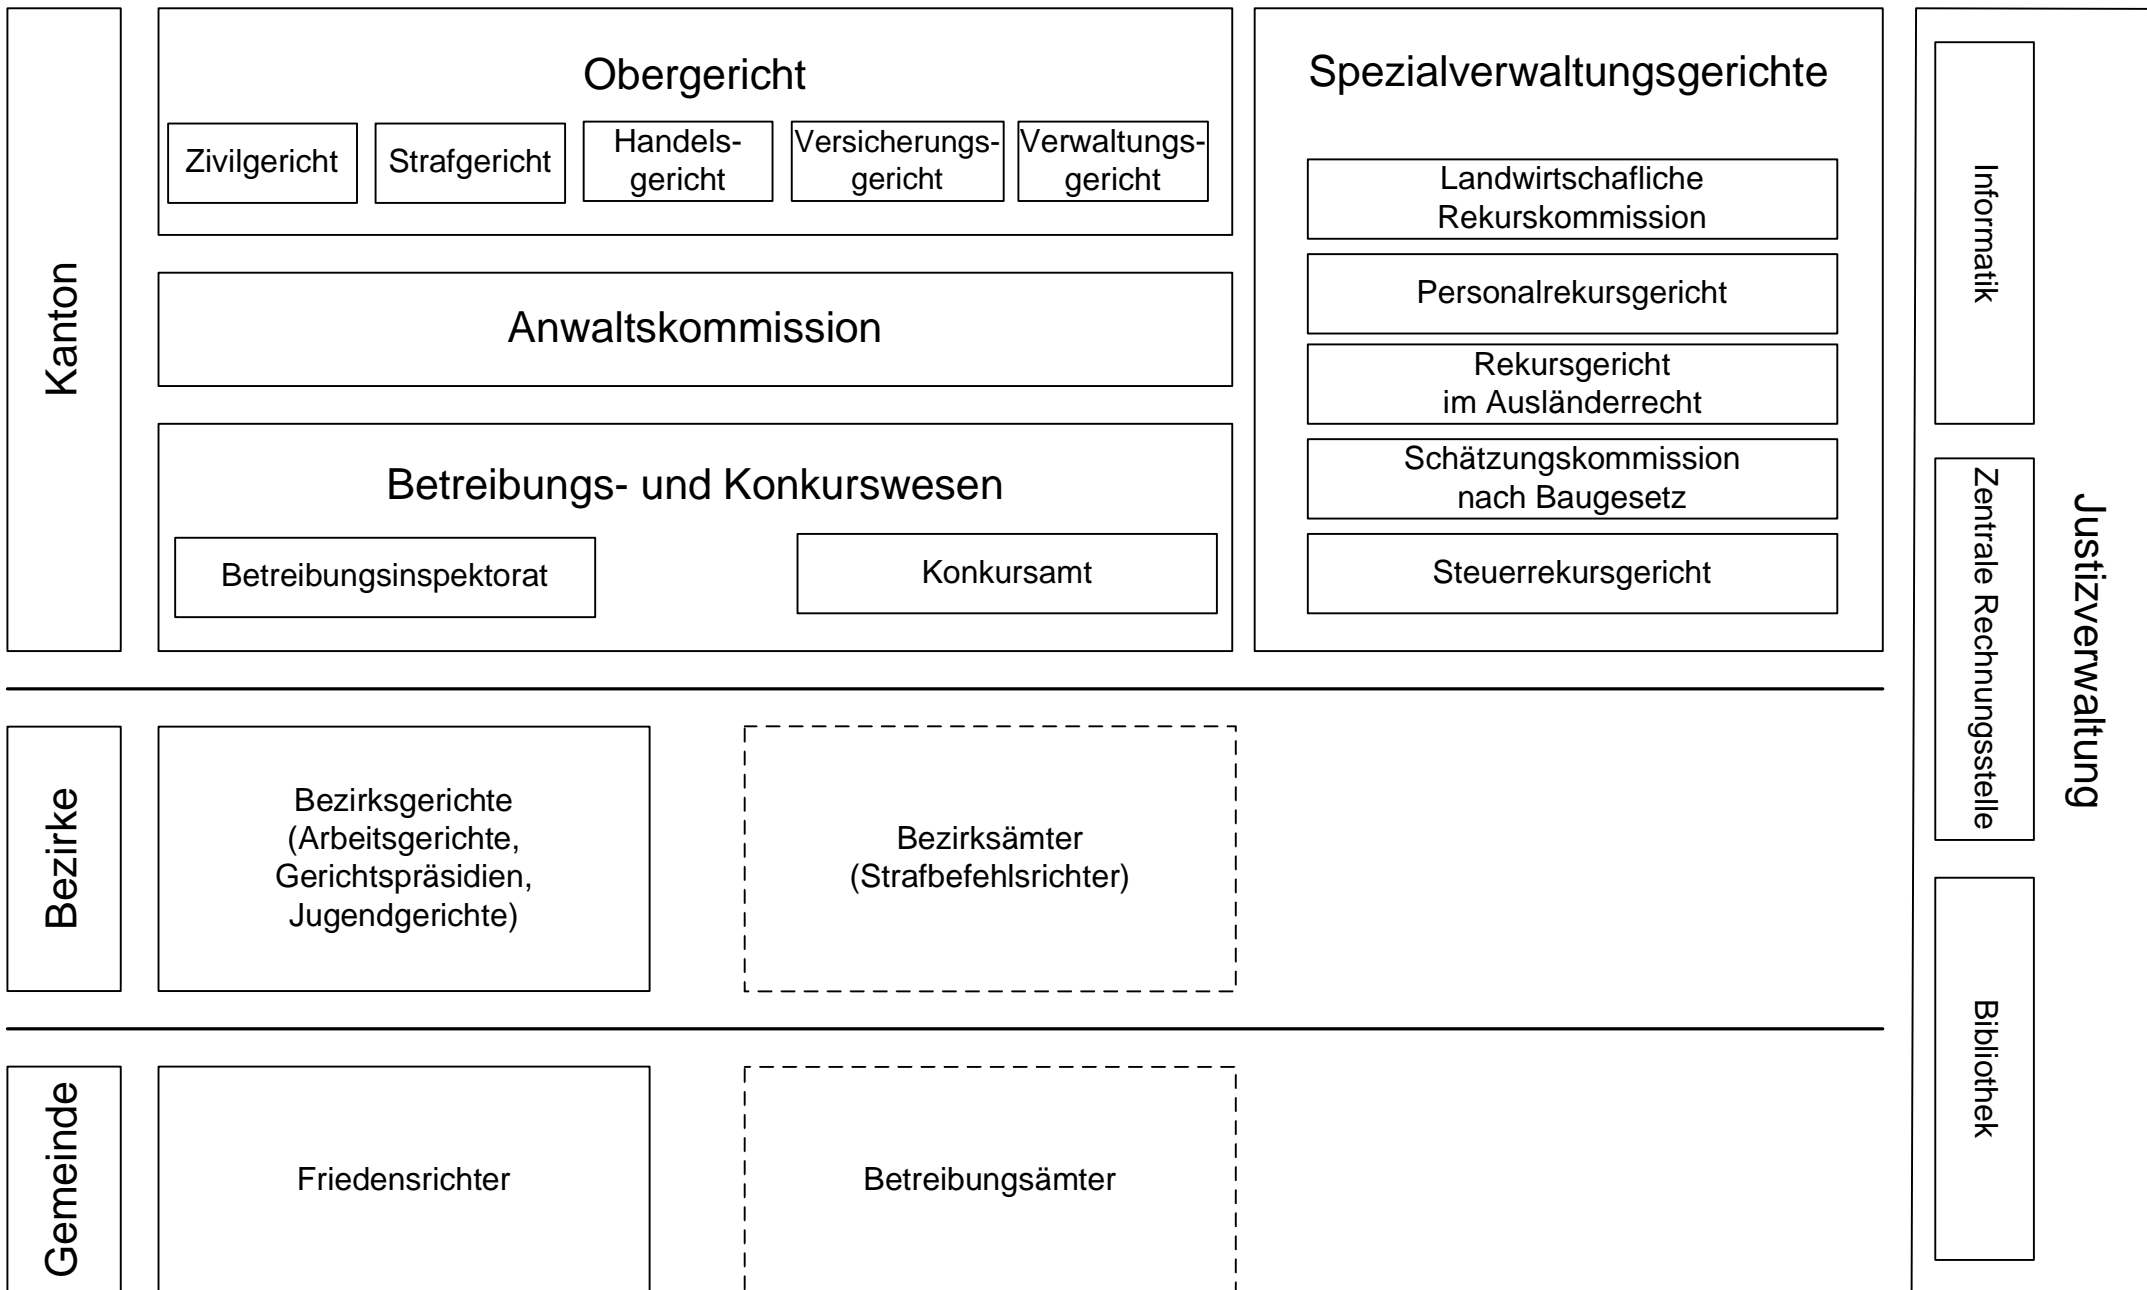 Kanton
Obergericht
Zivilgericht
Strafgericht
Handels-
gericht
Versicherungs-
gericht
Verwaltungs-
gericht
Anwaltskommission
Betreibungs- und Konkurswesen
Betreibungsinspektorat
Konkursamt
Spezialverwaltungsgerichte
Landwirtschafliche
Rekurskommission
Personalrekursgericht
Rekursgericht
im Ausländerrecht
Schätzungskommission
nach Baugesetz
Steuerrekursgericht
Bezirke
Bezirksgerichte
(Arbeitsgerichte,
Gerichtspräsidien,
Jugendgerichte)
Bezirksämter
(Strafbefehlsrichter)
Gemeinde
Friedensrichter
Betreibungsämter
Justizverwaltung
Informatik
Zentrale Rechnungsstelle
Bibliothek